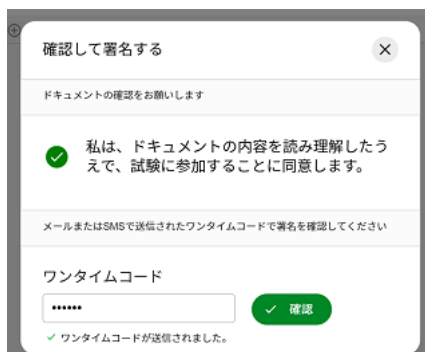 確認して署名する
ドキュメントの確認をお願いします
私は、ドキュメントの内容を読み理解したう
えで、試験に参加することに同意します。
メールまたはSMSで送信されたワンタイムコードで署名を確認してください
ワンタイムコード
••••••
確認
ワンタイムコードが送信されました。